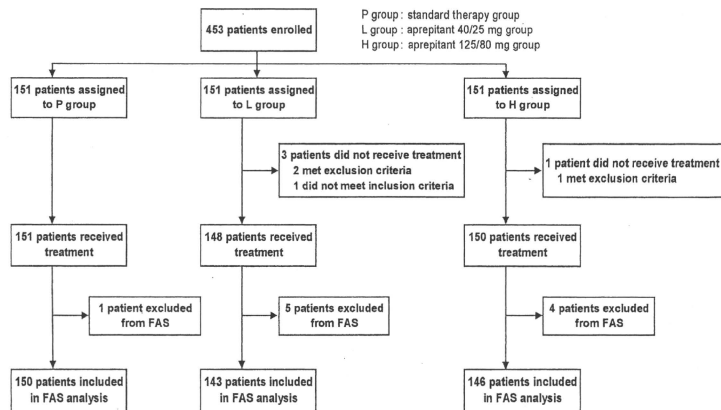 453 patients enrolled
P group : standard therapy group
L group : aprepitant 40/25 mg group
H group : aprepitant 125/80 mg group
151 patients assigned
to P group
151 patients assigned
to L group
151 patients assigned
to H group
3 patients did not receive treatment
2 met exclusion criteria
1 did not meet inclusion criteria
1 patient did not receive treatment
1 met exclusion criteria
151 patients received
treatment
148 patients received
treatment
150 patients received
treatment
1 patient excluded
from FAS
5 patients excluded
from FAS
4 patients excluded
from FAS
150 patients included
in FAS analysis
143 patients included
in FAS analysis
146 patients included
in FAS analysis